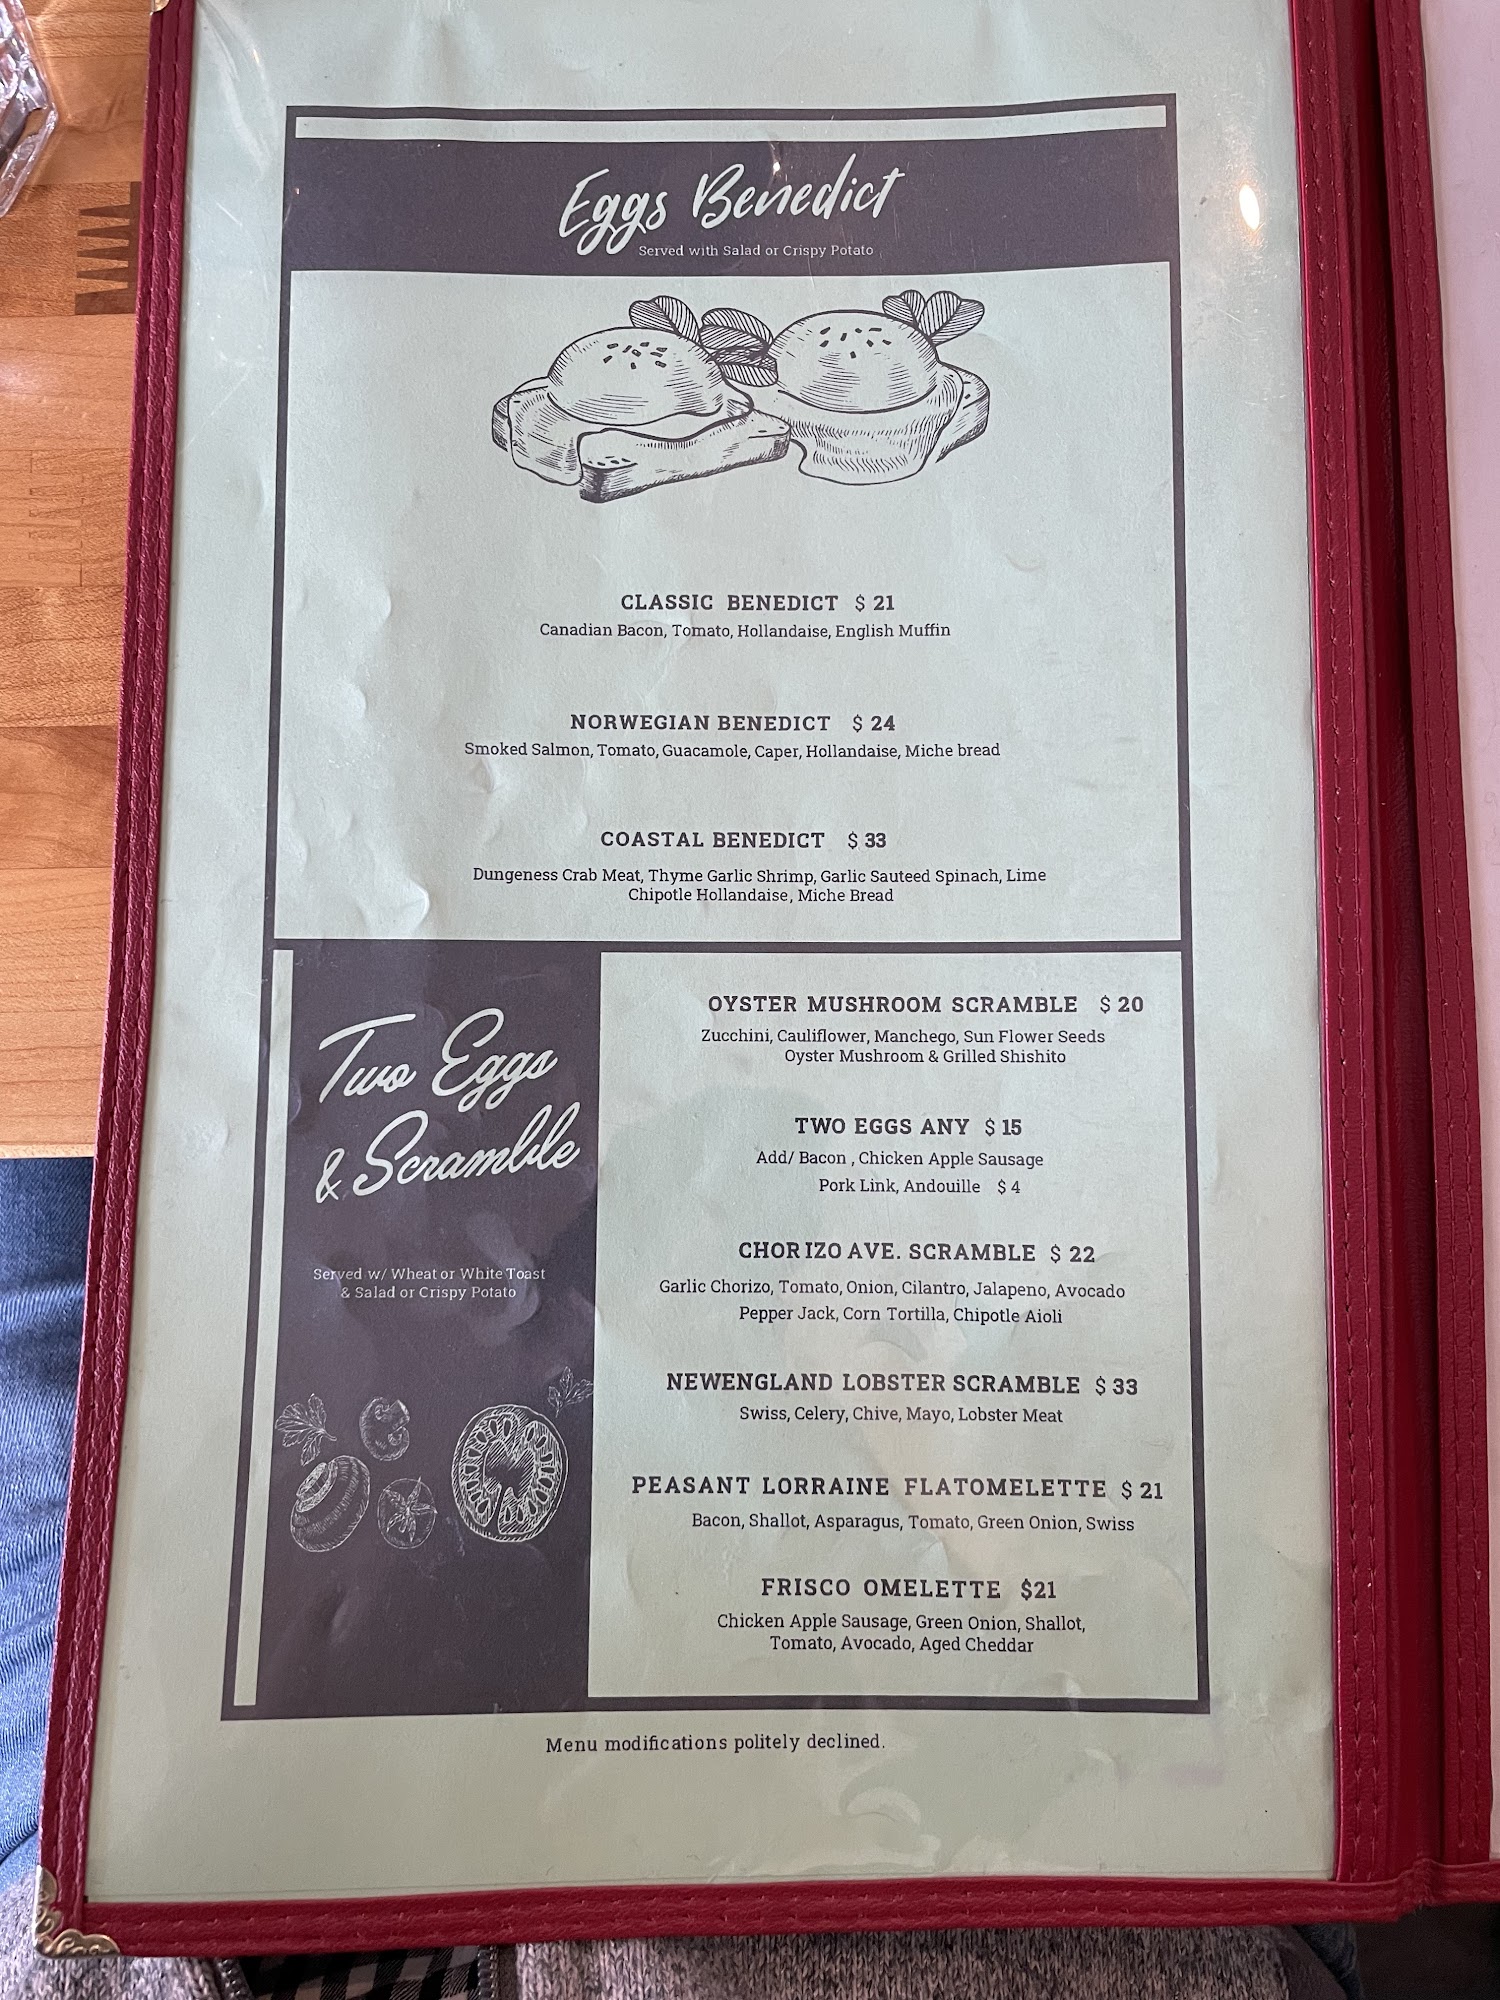 Eggs Benedict
Served with Salad or Crispy Potato
CLASSIC BENEDICT $ 21
Canadian Bacon, Tomato, Hollandaise, English Muffin
NORWEGIAN BENEDICT $ 24
Smoked Salmon, Tomato, Guacamole, Caper, Hollandaise, Miche bread
COASTAL BENEDICT $ 33
Dungeness Crab Meat, Thyme Garlic Shrimp, Garlic Sauteed Spinach, Lime
Chipotle Hollandaise, Miche Bread
Two Eggs
& Scramble
Served w/ Wheat or White Toast
& Salad or Crispy Potato
OYSTER MUSHROOM SCRAMBLE $ 20
Zucchini, Cauliflower, Manchego, Sun Flower Seeds
Oyster Mushroom & Grilled Shishito
TWO EGGS ANY $ 15
Add/ Bacon , Chicken Apple Sausage
Pork Link, Andouille $ 4
CHORIZO AVE. SCRAMBLE $ 22
Garlic Chorizo, Tomato, Onion, Cilantro, Jalapeno, Avocado
Pepper Jack, Corn Tortilla, Chipotle Aioli
NEWENGLAND LOBSTER SCRAMBLE $ 33
Swiss, Celery, Chive, Mayo, Lobster Meat
PEASANT LORRAINE FLATOMELETTE $ 21
Bacon, Shallot, Asparagus, Tomato, Green Onion, Swiss
FRISCO OMELETTE $21
Chicken Apple Sausage, Green Onion, Shallot,
Tomato, Avocado, Aged Cheddar
Menu modifications politely declined.